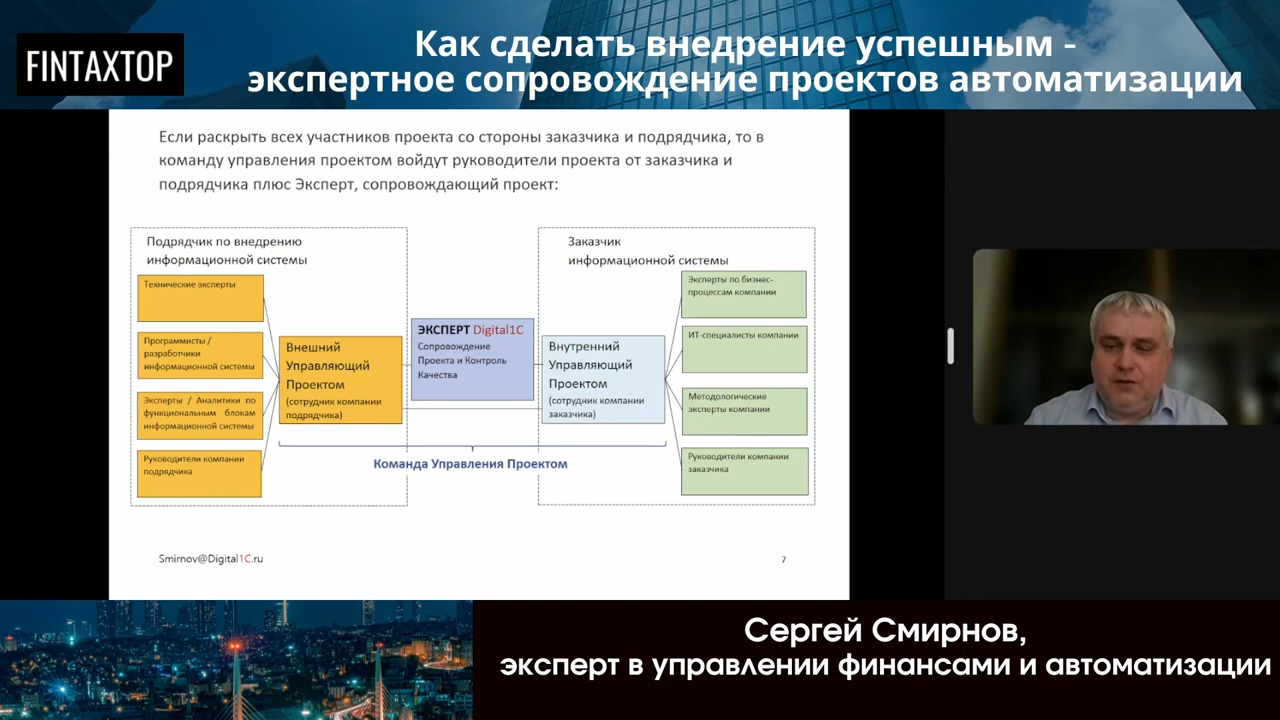 FINTAXTOP
Как сделать внедрение успешным -
экспертное сопровождение проектов автоматизации
Если раскрыть всех участников проекта со стороны заказчика и подрядчика, то в
команду управления проектом войдут руководители проекта от заказчика и
подрядчика плюс Эксперт, сопровождающий проект:
Подрядчик по внедрению
информационной системы
Технические эксперты
Программисты /
разработчики
информационной системы
Эксперты / Аналитики по
функциональным блокам
информационной системы
Руководители компании
подрядчика
Внешний
Управляющий
Проектом
(сотрудник компании
подрядчика)
ЭКСПЕРТ Digital1C
Сопровождение
Проекта и Контроль
Качества
Заказчик
информационной системы
Внутренний
Управляющий
Проектом
(сотрудник компании
заказчика)
Эксперты по бизнес-
процессам компании
ИТ-специалисты компании
Методологические
эксперты компании
Руководители компании
заказчика
Команда Управления Проектом
Smirnov@Digital1C.ru
7
Сергей Смирнов,
эксперт в управлении финансами и автоматизации